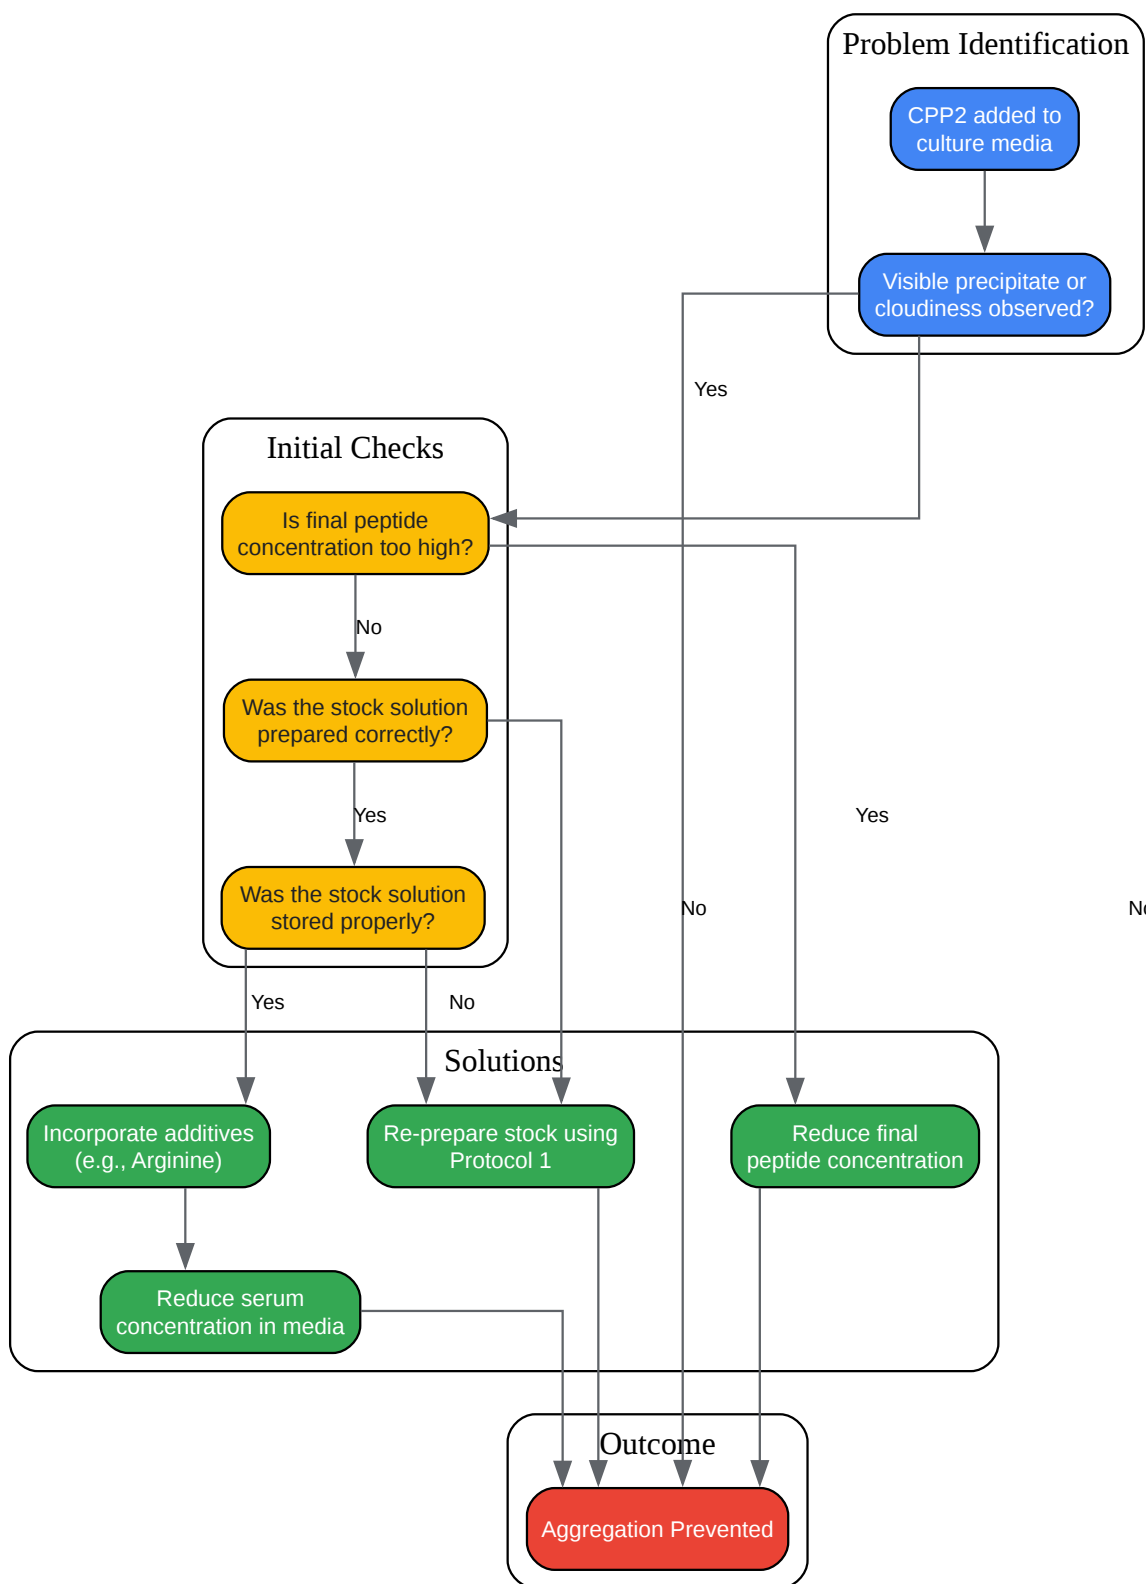 Problem Identification
CPP2 added to
culture media
Visible precipitate or
cloudiness observed?
Yes
Initial Checks
Is final peptide
concentration too high?
No
Was the stock solution
prepared correctly?
Yes
Yes
Was the stock solution
stored properly?
No
No
Yes
No
Solutions
Incorporate additives
(e.g., Arginine)
Re-prepare stock using
Protocol 1
Reduce final
peptide concentration
Reduce serum
concentration in media
Outcome
Aggregation Prevented